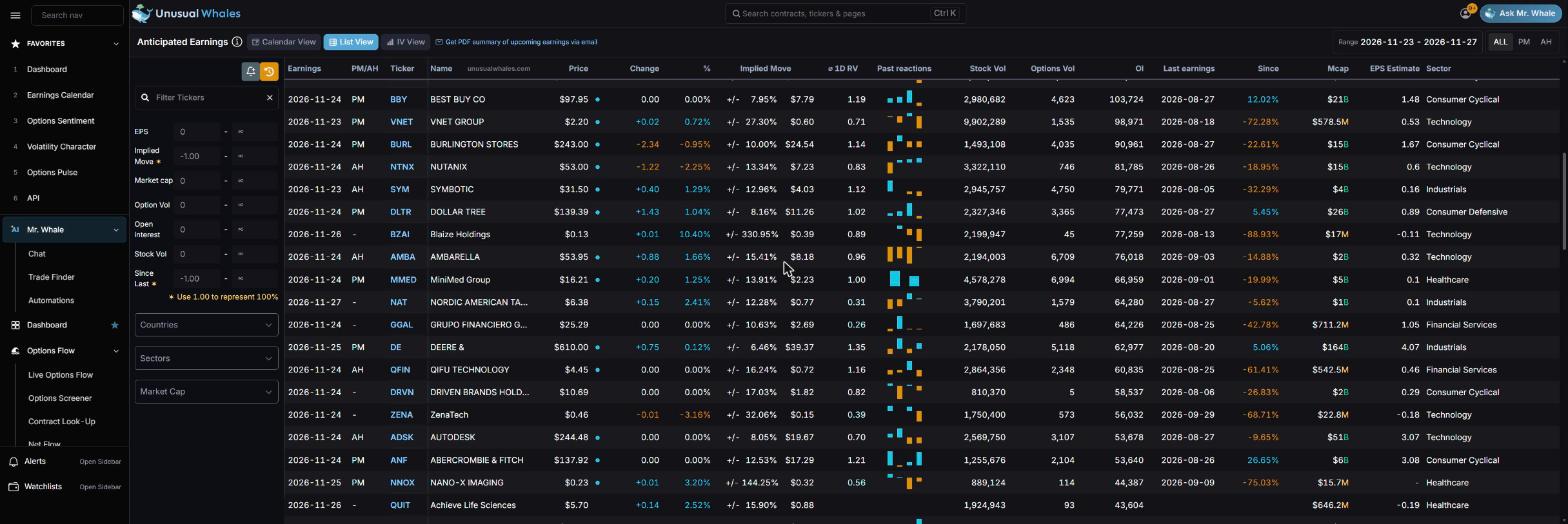 Search nav
Unusual Whales
Search contracts, tickers & pages Ctrl K
9+
Ask Mr. Whale
FAVORITES
1 Dashboard
2 Earnings Calendar
3 Options Sentiment
4 Volatility Character
5 Options Pulse
6 API
Mr. Whale
Chat
Trade Finder
Automations
Dashboard
Options Flow
Live Options Flow
Options Screener
Contract Look-Up
Net Flow
Alerts Open Sidebar
Watchlists Open Sidebar
Anticipated Earnings Calendar View List View IV View Get PDF summary of upcoming earnings via email
Range 2026-11-23 - 2026-11-27 ALL PM AH
Filter Tickers
EPS 0 - ∞
Implied Move * -1.00 - ∞
Market cap 0 - ∞
Option Vol 0 - ∞
Open interest 0 - ∞
Stock Vol 0 - ∞
Since Last * -1.00 - ∞
* Use 1.00 to represent 100%
Countries
Sectors
Market Cap
Earnings PM/AH Ticker Name unusualwhales.com Price Change % Implied Move ø 1D RV Past reactions Stock Vol Options Vol OI Last earnings Since Mcap EPS Estimate Sector
2026-11-24 PM BBY BEST BUY CO $97.95 0.00 0.00% +/- 7.95% $7.79 1.19 2,980,682 4,623 103,724 2026-08-27 12.02% $21B 1.48 Consumer Cyclical
2026-11-23 PM VNET VNET GROUP $2.20 +0.02 0.72% +/- 27.30% $0.60 0.71 9,902,289 1,535 98,971 2026-08-18 -72.28% $578.5M 0.53 Technology
2026-11-24 PM BURL BURLINGTON STORES $243.00 -2.34 -0.95% +/- 10.00% $24.54 1.14 1,493,108 4,035 90,961 2026-08-27 -22.61% $15B 1.67 Consumer Cyclical
2026-11-24 AH NTNX NUTANIX $53.00 -1.22 -2.25% +/- 13.34% $7.23 0.83 3,322,110 746 81,785 2026-08-26 -18.95% $15B 0.6 Technology
2026-11-23 AH SYM SYMBOTIC $31.50 +0.40 1.29% +/- 12.96% $4.03 1.12 2,945,757 4,750 79,771 2026-08-05 -32.29% $4B 0.16 Industrials
2026-11-24 PM DLTR DOLLAR TREE $139.39 +1.43 1.04% +/- 8.16% $11.26 1.02 2,327,346 3,365 77,473 2026-08-27 5.45% $26B 0.89 Consumer Defensive
2026-11-26 - BZAI Blaize Holdings $0.13 +0.01 10.40% +/- 330.95% $0.39 0.89 2,199,947 45 77,259 2026-08-13 -88.93% $17M -0.11 Technology
2026-11-24 AH AMBA AMBARELLA $53.95 +0.88 1.66% +/- 15.41% $8.18 0.96 2,194,003 6,709 76,018 2026-09-03 -14.88% $2B 0.32 Technology
2026-11-24 PM MMED MiniMed Group $16.21 +0.20 1.25% +/- 13.91% $2.23 1.00 4,578,278 6,994 66,959 2026-09-01 -19.99% $5B 0.1 Healthcare
2026-11-27 - NAT NORDIC AMERICAN TA... $6.38 +0.15 2.41% +/- 12.28% $0.77 0.31 3,790,201 1,579 64,280 2026-08-27 -5.62% $1B 0.1 Industrials
2026-11-24 - GGAL GRUPO FINANCIERO G... $25.29 0.00 0.00% +/- 10.63% $2.69 0.26 1,697,683 486 64,226 2026-08-25 -42.78% $711.2M 1.05 Financial Services
2026-11-25 PM DE DEERE & $610.00 +0.75 0.12% +/- 6.46% $39.37 1.35 2,178,050 5,118 62,977 2026-08-20 5.06% $164B 4.07 Industrials
2026-11-24 AH QFIN QIFU TECHNOLOGY $4.45 0.00 0.00% +/- 16.24% $0.72 1.16 2,864,356 2,348 60,835 2026-08-25 -61.41% $542.5M 0.46 Financial Services
2026-11-24 - DRVN DRIVEN BRANDS HOLD... $10.69 0.00 0.00% +/- 17.03% $1.82 0.82 810,370 5 58,537 2026-08-06 -26.83% $2B 0.29 Consumer Cyclical
2026-11-24 - ZENA ZenaTech $0.46 -0.01 -3.16% +/- 32.06% $0.15 0.39 1,750,400 573 56,032 2026-09-29 -68.71% $22.8M -0.18 Technology
2026-11-24 AH ADSK AUTODESK $244.48 0.00 0.00% +/- 8.05% $19.67 0.70 2,569,750 3,107 53,678 2026-08-27 -9.65% $51B 3.07 Technology
2026-11-24 PM ANF ABERCROMBIE & FITCH $137.92 0.00 0.00% +/- 12.53% $17.29 1.21 1,255,676 2,104 53,640 2026-08-26 26.65% $6B 3.08 Consumer Cyclical
2026-11-25 PM NNOX NANO-X IMAGING $0.23 +0.01 3.20% +/- 144.25% $0.32 0.56 889,124 114 44,387 2026-09-09 -75.03% $15.7M - Healthcare
2026-11-26 - QUIT Achieve Life Sciences $5.70 +0.14 2.52% +/- 15.90% $0.88 1,924,943 93 43,604 $646.2M -0.19 Healthcare